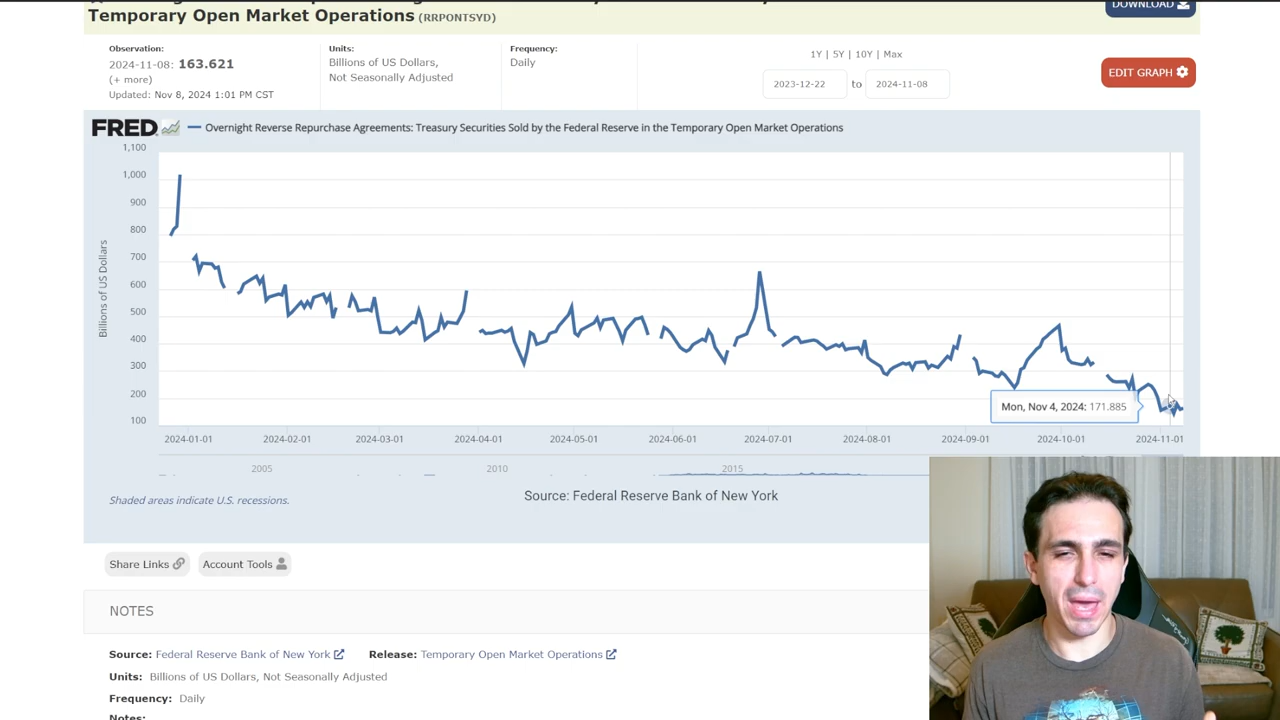 Temporary Open Market Operations (RRPONTSYD)
DOWNLOAD
Observation:
2024-11-08: 163.621
(+ more)
Updated: Nov 8, 2024 1:01 PM CST
Units:
Billions of US Dollars,
Not Seasonally Adjusted
Frequency:
Daily
1Y | 5Y | 10Y | Max
2023-12-22 to 2024-11-08
EDIT GRAPH
FRED
Overnight Reverse Repurchase Agreements: Treasury Securities Sold by the Federal Reserve in the Temporary Open Market Operations
Billions of US Dollars
1,100
1,000
900
800
700
600
500
400
300
200
100
Mon, Nov 4, 2024: 171.885
2024-01-01 2024-02-01 2024-03-01 2024-04-01 2024-05-01 2024-06-01 2024-07-01 2024-08-01 2024-09-01 2024-10-01 2024-11-01
2005 2010 2015
Shaded areas indicate U.S. recessions.
Source: Federal Reserve Bank of New York
Share Links
Account Tools
NOTES
Source: Federal Reserve Bank of New York Release: Temporary Open Market Operations
Units: Billions of US Dollars, Not Seasonally Adjusted
Frequency: Daily
Notes: